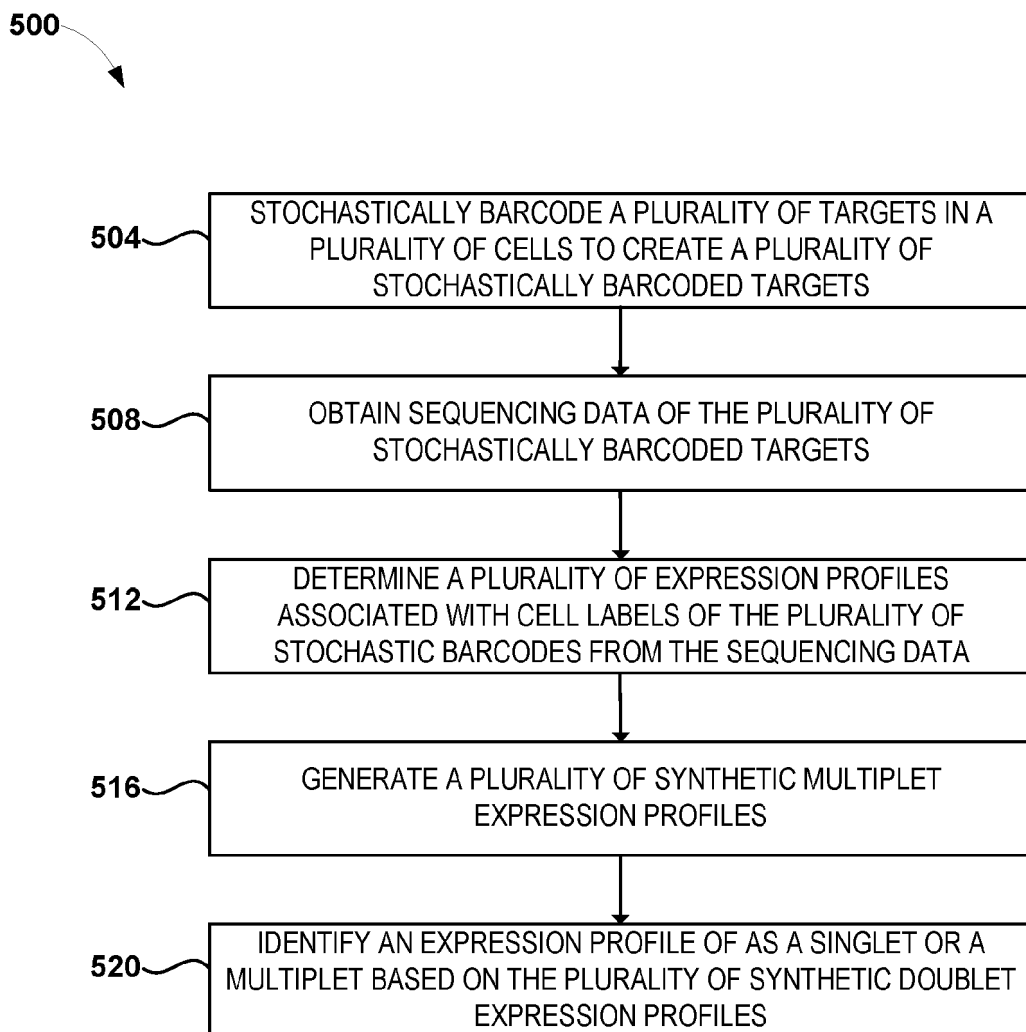 500
504
STOCHASTICALLY BARCODE A PLURALITY OF TARGETS IN A
PLURALITY OF CELLS TO CREATE A PLURALITY OF
STOCHASTICALLY BARCODED TARGETS
508
OBTAIN SEQUENCING DATA OF THE PLURALITY OF
STOCHASTICALLY BARCODED TARGETS
512
DETERMINE A PLURALITY OF EXPRESSION PROFILES
ASSOCIATED WITH CELL LABELS OF THE PLURALITY OF
STOCHASTIC BARCODES FROM THE SEQUENCING DATA
516
GENERATE A PLURALITY OF SYNTHETIC MULTIPLET
EXPRESSION PROFILES
520
IDENTIFY AN EXPRESSION PROFILE OF AS A SINGLET OR A
MULTIPLET BASED ON THE PLURALITY OF SYNTHETIC DOUBLET
EXPRESSION PROFILES